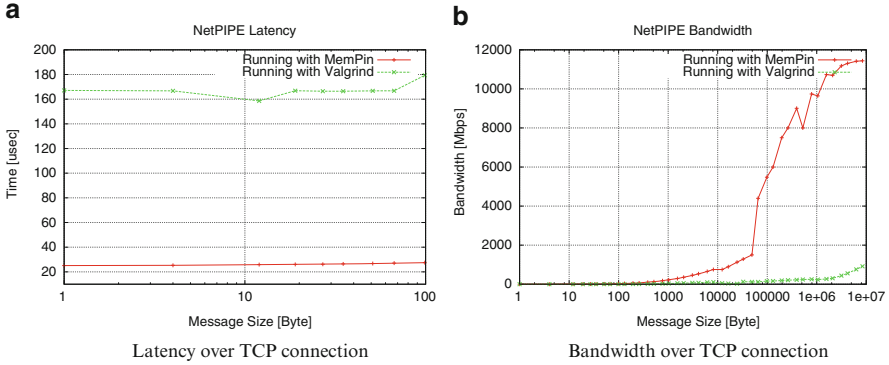 a
NetPIPE Latency
200
180
160
140
120
100
80
60
40
20
Time [usec]
Running with MemPin
Running with Valgrind
1
10
100
Message Size [Byte]
Latency over TCP connection
b
NetPIPE Bandwidth
12000
10000
8000
6000
4000
2000
0
Bandwidth [Mbps]
Running with MemPin
Running with Valgrind
1
10
100
1000
10000
100000
1e+06
1e+07
Message Size [Byte]
Bandwidth over TCP connection